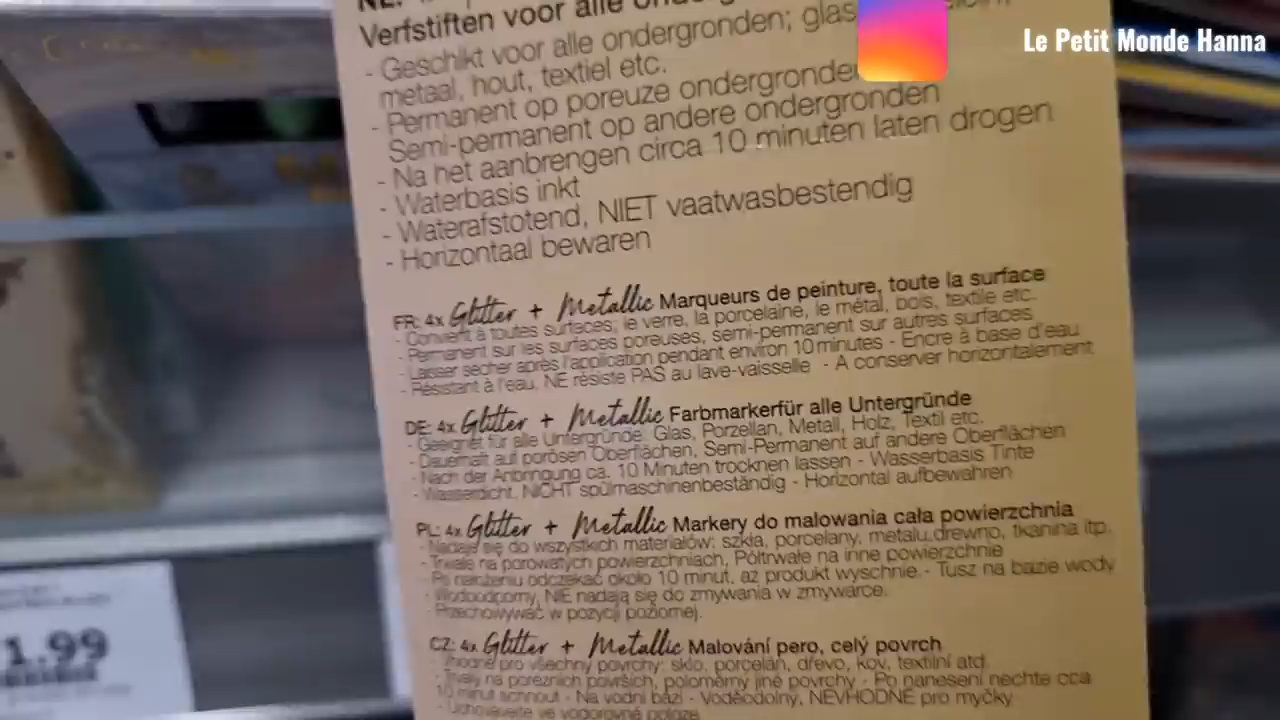 Le Petit Monde Hanna
Verfstiften voor alle
- Geschikt voor alle ondergronden; glas
metaal, hout, textiel etc.
- Permanent op poreuze ondergronden
Semi-permanent op andere ondergronden
- Na het aanbrengen circa 10 minuten laten drogen
- Waterbasis inkt
- Waterafstotend, NIET vaatwasbestendig
- Horizontaal bewaren
FR: 4x Glitter + Metallic Marqueurs de peinture, toute la surface
- Convient à toutes surfaces; le verre, la porcelaine, le métal, bois, textile etc.
- Permanent sur les surfaces poreuses, semi-permanent sur autres surfaces
- Laisser sécher après l'application pendant environ 10 minutes - Encre à base d'eau
- Résistant à l'eau, NE résiste PAS au lave-vaisselle - A conserver horizontalement
DE: 4x Glitter + Metallic Farbmarkerfür alle Untergründe
- Geeignet für alle Untergründe: Glas, Porzellan, Metall, Holz, Textil etc.
- Dauerhaft auf porösen Oberflächen, Semi-Permanent auf andere Oberflächen
- Nach der Anbringung ca. 10 Minuten trocknen lassen - Wasserbasis Tinte
- Wasserdicht, NICHT spülmaschinenbeständig - Horizontal aufbewahren
PL: 4x Glitter + Metallic Markery do malowania cała powierzchnia
- Nadaje się do wszystkich materiałów: szkła, porcelany, metalu, drewno, tkanina itp.
- Trwałe na porowatych powierzchniach, Półtrwałe na inne powierzchnie
- Po nałożeniu odczekać około 10 minut, aż produkt wyschnie. - Tusz na bazie wody
- Wodoodporny, NIE nadają się do zmywania w zmywarce.
- Przechowywać w pozycji poziomej.
CZ: 4x Glitter + Metallic Malování pero, celý povrch
- Vhodné pro všechny povrchy: sklo, porcelán, dřevo, kov, textilní atd.
- Trvalý na porézních površích, poloměrny jiné povrchy - Po nanesení nechte cca
10 minut schnout - Na vodní bázi - Voděodolný, NEVHODNÉ pro myčky
- Uchovávejte ve vodorovné poloze
1.99